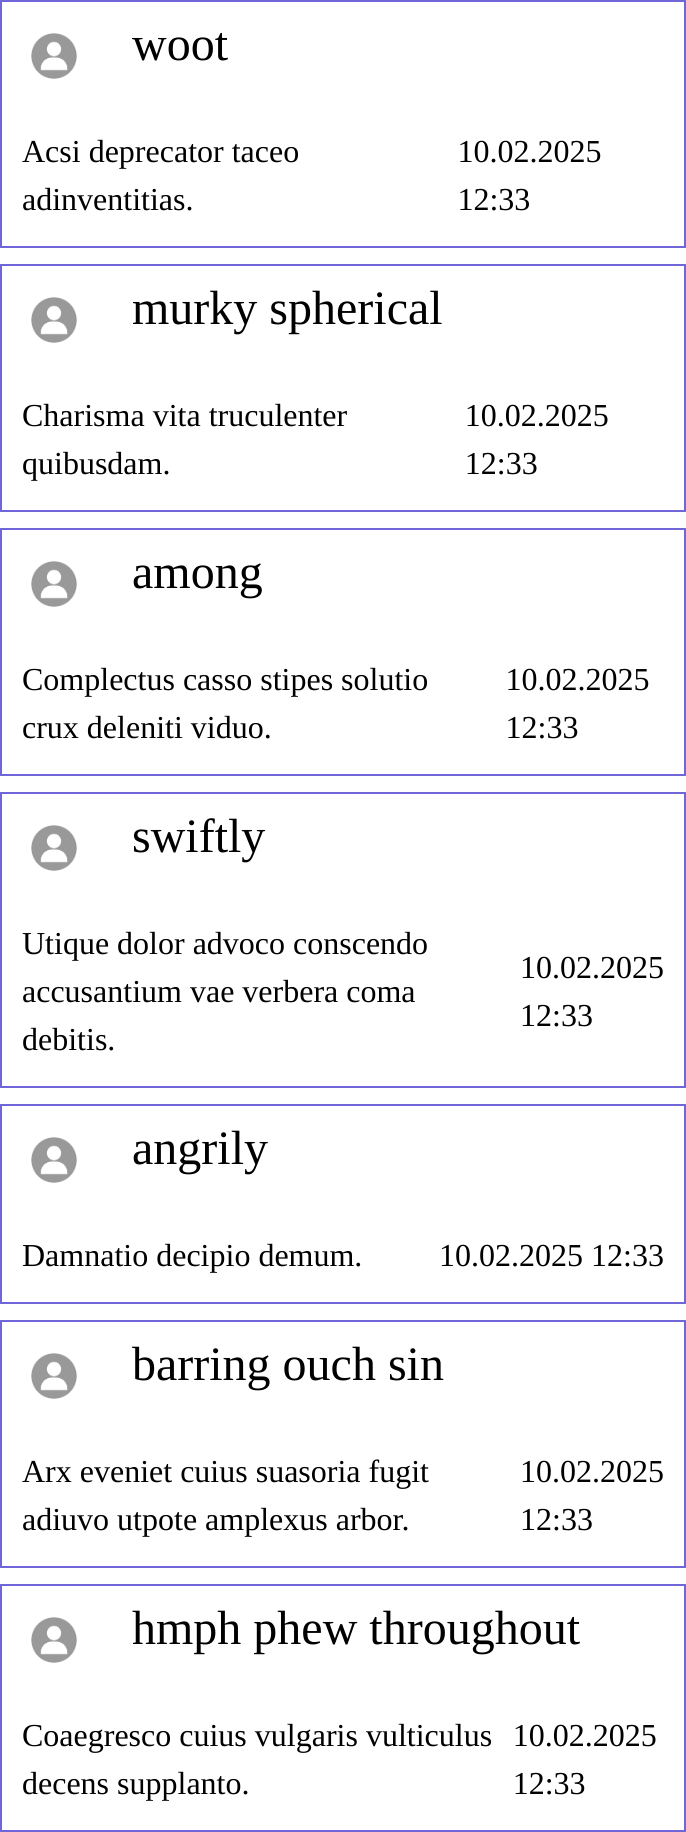 woot
Acsi deprecator taceo
adinventitias.
10.02.2025
12:33
murky spherical
Charisma vita truculenter
quibusdam.
10.02.2025
12:33
among
Complectus casso stipes solutio
crux deleniti viduo.
10.02.2025
12:33
swiftly
Utique dolor advoco conscendo
accusantium vae verbera coma
debitis.
10.02.2025
12:33
angrily
Damnatio decipio demum. 10.02.2025 12:33
barring ouch sin
Arx eveniet cuius suasoria fugit
adiuvo utpote amplexus arbor.
10.02.2025
12:33
hmph phew throughout
Coaegresco cuius vulgaris vulticulus
decens supplanto.
10.02.2025
12:33